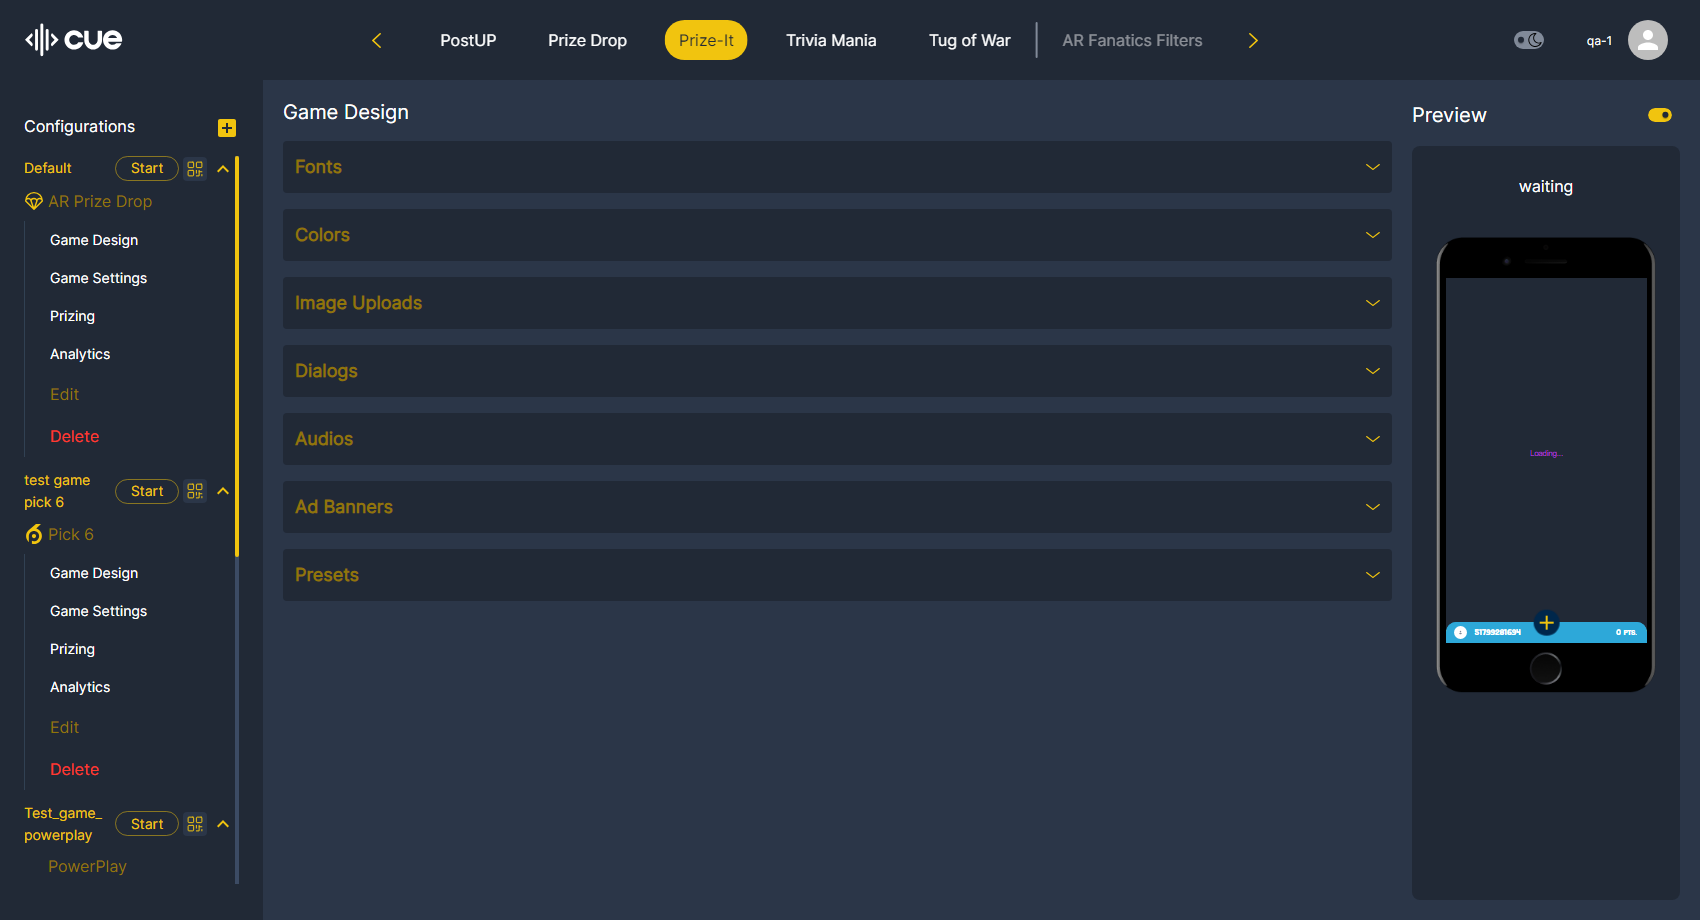 cue
PostUP
Prize Drop
Prize-It
Trivia Mania
Tug of War
AR Fanatics Filters
qa-1
Configurations
Default
Start
AR Prize Drop
Game Design
Game Settings
Prizing
Analytics
Edit
Delete
test game
pick 6
Start
Pick 6
Game Design
Game Settings
Prizing
Analytics
Edit
Delete
Test_game_
powerplay
Start
PowerPlay
Game Design
Fonts
Colors
Image Uploads
Dialogs
Audios
Ad Banners
Presets
Preview
waiting
Loading...
51799281694
0 PTS.